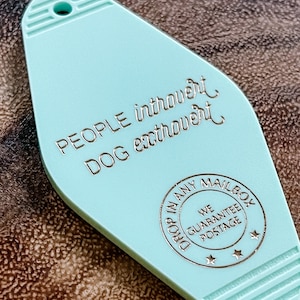 PEOPLE introvert
DOG extrovert
DROP IN ANY MAILBOX
WE
GUARANTEE
POSTAGE